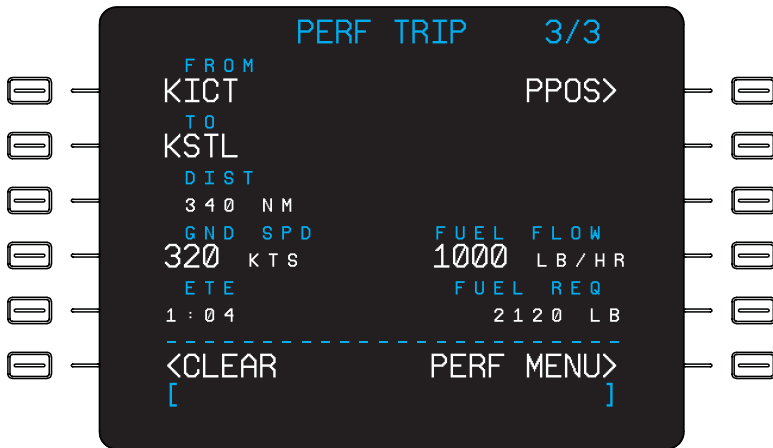 PERF TRIP 3/3
FROM
KICT PPOS>
TO
KSTL
DIST
340 NM
GND SPD FUEL FLOW
320 KTS 1000 LB/HR
ETE FUEL REQ
1:04 2120 LB
--------------------
<CLEAR PERF MENU>
[ ]